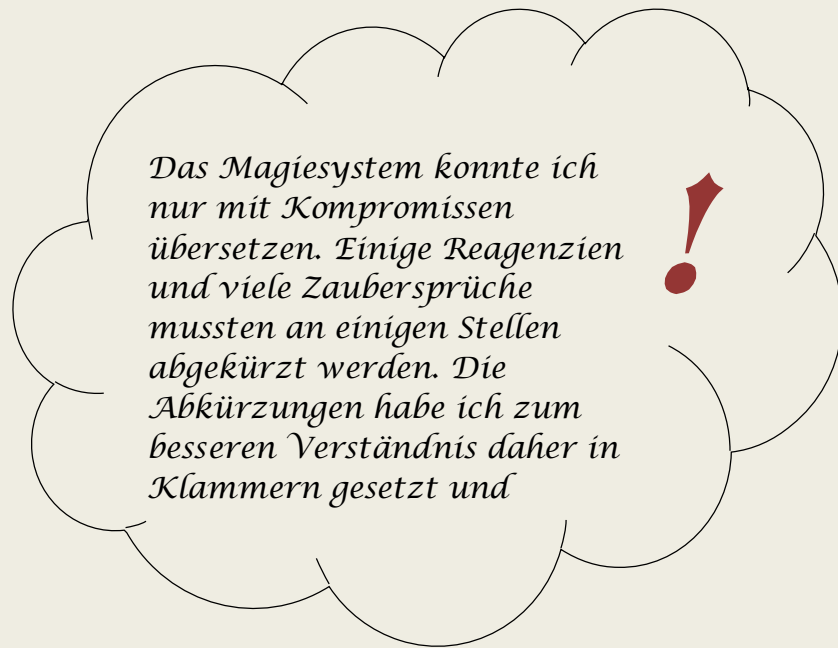 Das Magiesystem konnte ich
nur mit Kompromissen
übersetzen. Einige Reagenzien
und viele Zaubersprüche
mussten an einigen Stellen
abgekürzt werden. Die
Abkürzungen habe ich zum
besseren Verständnis daher in
Klammern gesetzt und
!